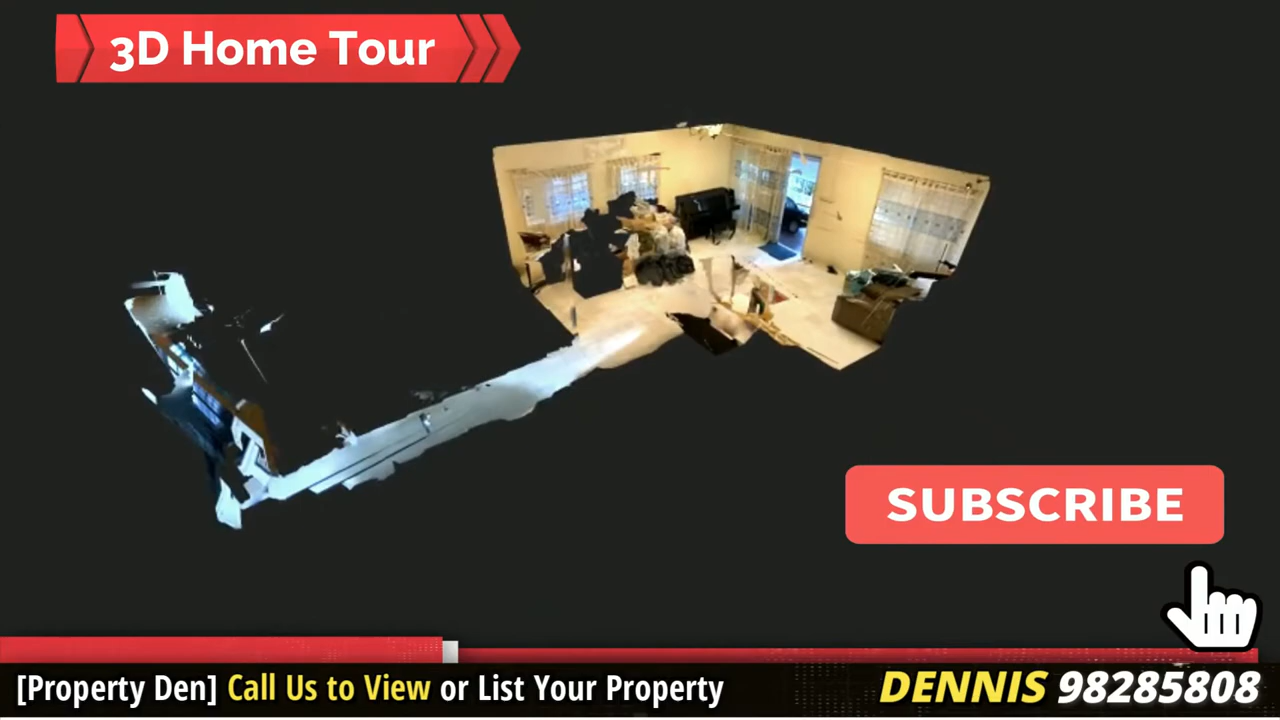 3D Home Tour
SUBSCRIBE
[Property Den] Call Us to View or List Your Property
DENNIS 98285808